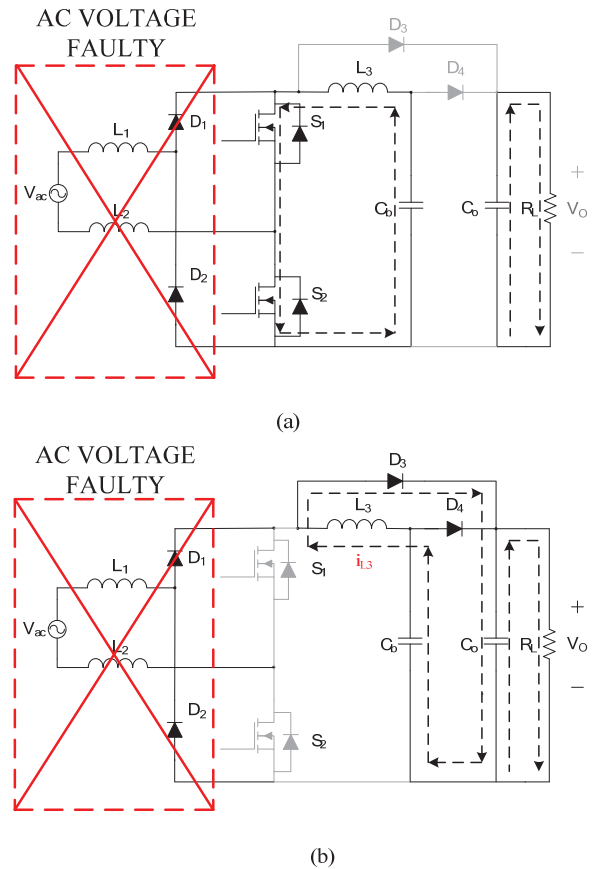 AC VOLTAGE
FAULTY
D3
L3
D4
D1
S1
L1
Vac
L2
Cb
Co
RL
+
VO
−
D2
S2
(a)
AC VOLTAGE
FAULTY
D3
L3
D4
D1
iL3
S1
L1
Vac
L2
Cb
Co
RL
+
VO
−
D2
S2
(b)